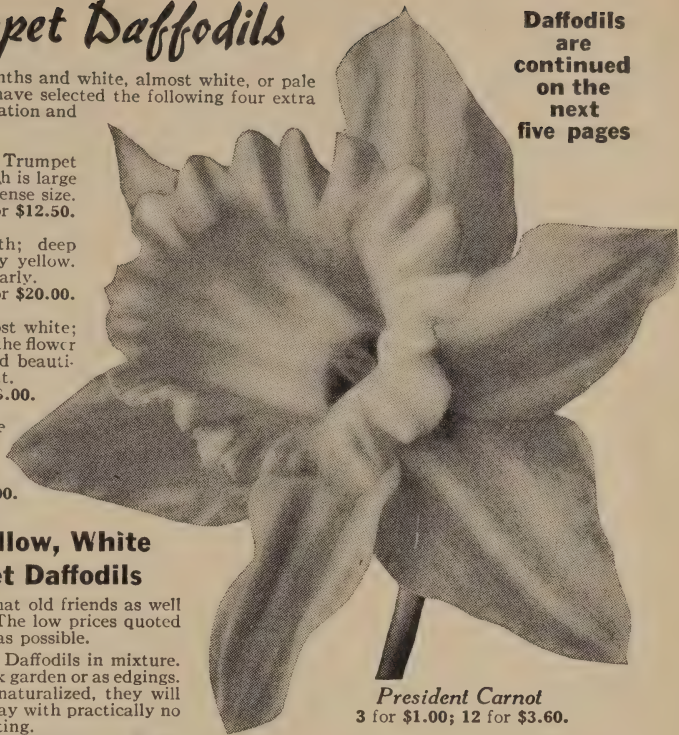 pet Daffodils
nths and white, almost white, or pale
have selected the following four extra
ation and
Trumpet
h is large
ense size.
r $12.50.
th; deep
y yellow.
arly.
r $20.00.
st white;
he flower
d beauti-
t.
.00.
e
00.
llow, White
et Daffodils
hat old friends as well
The low prices quoted
as possible.
Daffodils in mixture.
k garden or as edgings.
naturalized, they will
ay with practically no
ting.
Daffodils
are
continued
on the
next
five pages
President Carnot
3 for $1.00; 12 for $3.60.